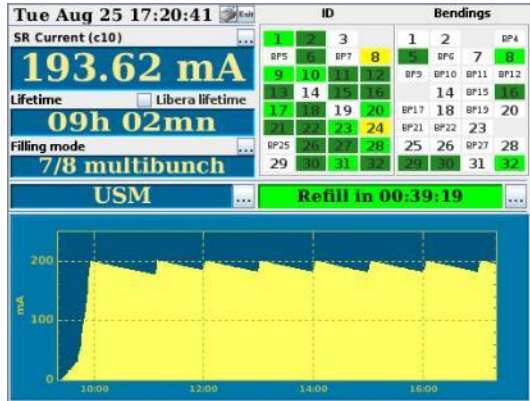 Tue Aug 25 17:20:41 Exit
SR Current (c10) ...
193.62 mA
Lifetime Libera lifetime
09h 02mn
Filling mode ...
7/8 multibunch
USM ...
ID
1 2 3
BP5 6 BP7 8
9 10 11 12
13 14 15 16
17 18 19 20
21 22 23 24
BP25 26 27 28
29 30 31 32
Bendings
1 2 BP4
5 BP6 7 8
BP9 BP10 BP11 BP12
14 BP15 16
BP17 18 BP19 20
BP21 BP22 23
25 26 BP27 28
29 30 31 32
Refill in 00:39:19 ...
mA
200
100
0
10:00 12:00 14:00 16:00